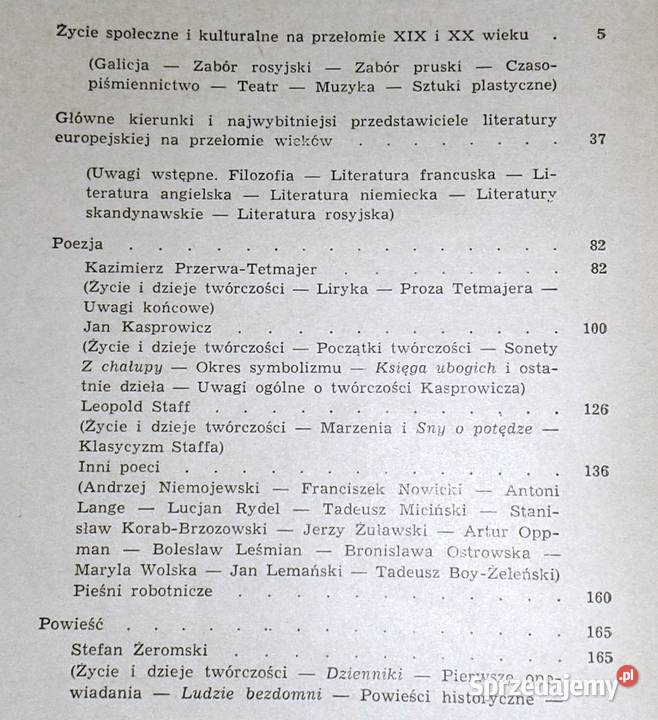 Życie społeczne i kulturalne na przełomie XIX i XX wieku . 5
(Galicja — Zabór rosyjski — Zabór pruski — Czaso-
piśmiennictwo — Teatr — Muzyka — Sztuki plastyczne)
Główne kierunki i najwybitniejsi przedstawiciele literatury
europejskiej na przełomie wieków . . . . . . . . 37
(Uwagi wstępne. Filozofia — Literatura francuska — Li-
teratura angielska — Literatura niemiecka — Literatury
skandynawskie — Literatura rosyjska)
Poezja . . . . . . . . . . . . . . . 82
Kazimierz Przerwa-Tetmajer . . . . . . . . 82
(Życie i dzieje twórczości — Liryka — Proza Tetmajera —
Uwagi końcowe)
Jan Kasprowicz . . . . . . . . . . . . 100
(Życie i dzieje twórczości — Początki twórczości — Sonety
Z chałupy — Okres symbolizmu — Księga ubogich i osta-
tnie dzieła — Uwagi ogólne o twórczości Kasprowicza)
Leopold Staff . . . . . . . . . . . . . 126
(Życie i dzieje twórczości — Marzenia i Sny o potędze —
Klasycyzm Staffa)
Inni poeci . . . . . . . . . . . . . . 136
(Andrzej Niemojewski — Franciszek Nowicki — Antoni
Lange — Lucjan Rydel — Tadeusz Miciński — Stani-
sław Korab-Brzozowski — Jerzy Żuławski — Artur Opp-
man — Bolesław Leśmian — Bronisława Ostrowska —
Maryla Wolska — Jan Lemański — Tadeusz Boy-Żeleński)
Pieśni robotnicze . . . . . . . . . . . . 160
Powieść . . . . . . . . . . . . . . . 165
Stefan Żeromski . . . . . . . . . . . . 165
(Życie i dzieje twórczości — Dzienniki — Pierwsze opo-
wiadania — Ludzie bezdomni — Powieści historyczne —
Sprzedajemy.pl